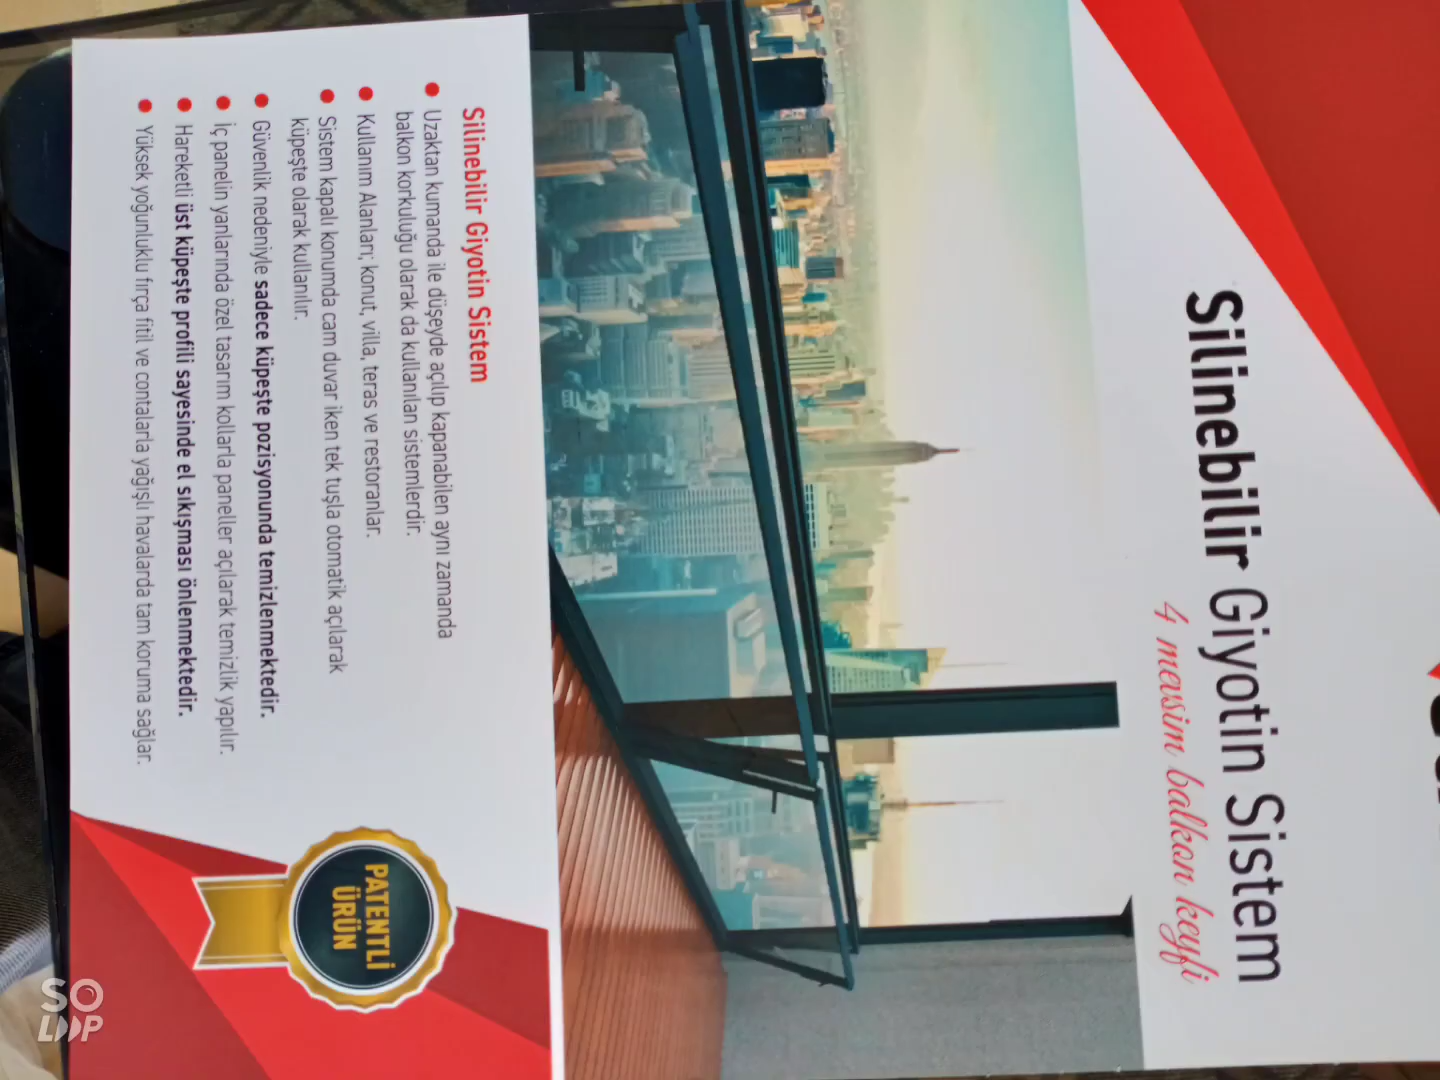 Silinebilir Giyotin Sistem
4 mevsim balkon keyfi
Silinebilir Giyotin Sistem
Uzaktan kumanda ile düşeyde açılıp kapanabilen aynı zamanda
balkon korkuluğu olarak da kullanılan sistemlerdir.
Kullanım Alanları; konut, villa, teras ve restoranlar.
Sistem kapalı konumda cam duvar iken tek tuşla otomatik açılarak
küpeşte olarak kullanılır.
Güvenlik nedeniyle sadece küpeşte pozisyonunda temizlenmektedir.
İç panelin yanlarında özel tasarım kollarla paneller açılarak temizlik yapılır.
Hareketli üst küpeşte profili sayesinde el sıkışması önlenmektedir.
Yüksek yoğunluklu fırça fitil ve contalarla yağışlı havalarda tam koruma sağlar.
PATENTLİ
ÜRÜN
SO
LOOP